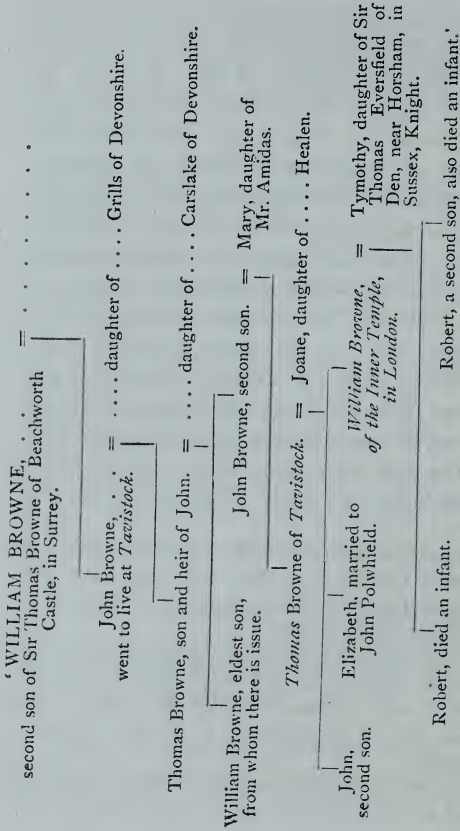 ‘WILLIAM BROWNE, = . . . . . . . .
second son of Sir Thomas Browne of Beachworth
Castle, in Surrey.
John Browne, . . = . . . . daughter of . . . . Grills of Devonshire.
went to live at Tavistock.
Thomas Browne, son and heir of John. = . . . . daughter of . . . . Carslake of Devonshire.
William Browne, eldest son,
from whom there is issue.
John Browne, second son. = Mary, daughter of
Mr. Amidas.
Thomas Browne of Tavistock. = Joane, daughter of . . . . Healen.
John,
second son.
Elizabeth, married to
John Polwhield.
William Browne,
of the Inner Temple,
in London.
= Tymothy, daughter of Sir
Thomas Eversfield of
Den, near Horsham, in
Sussex, Knight.
Robert, died an infant.
Robert, a second son, also died an infant.’